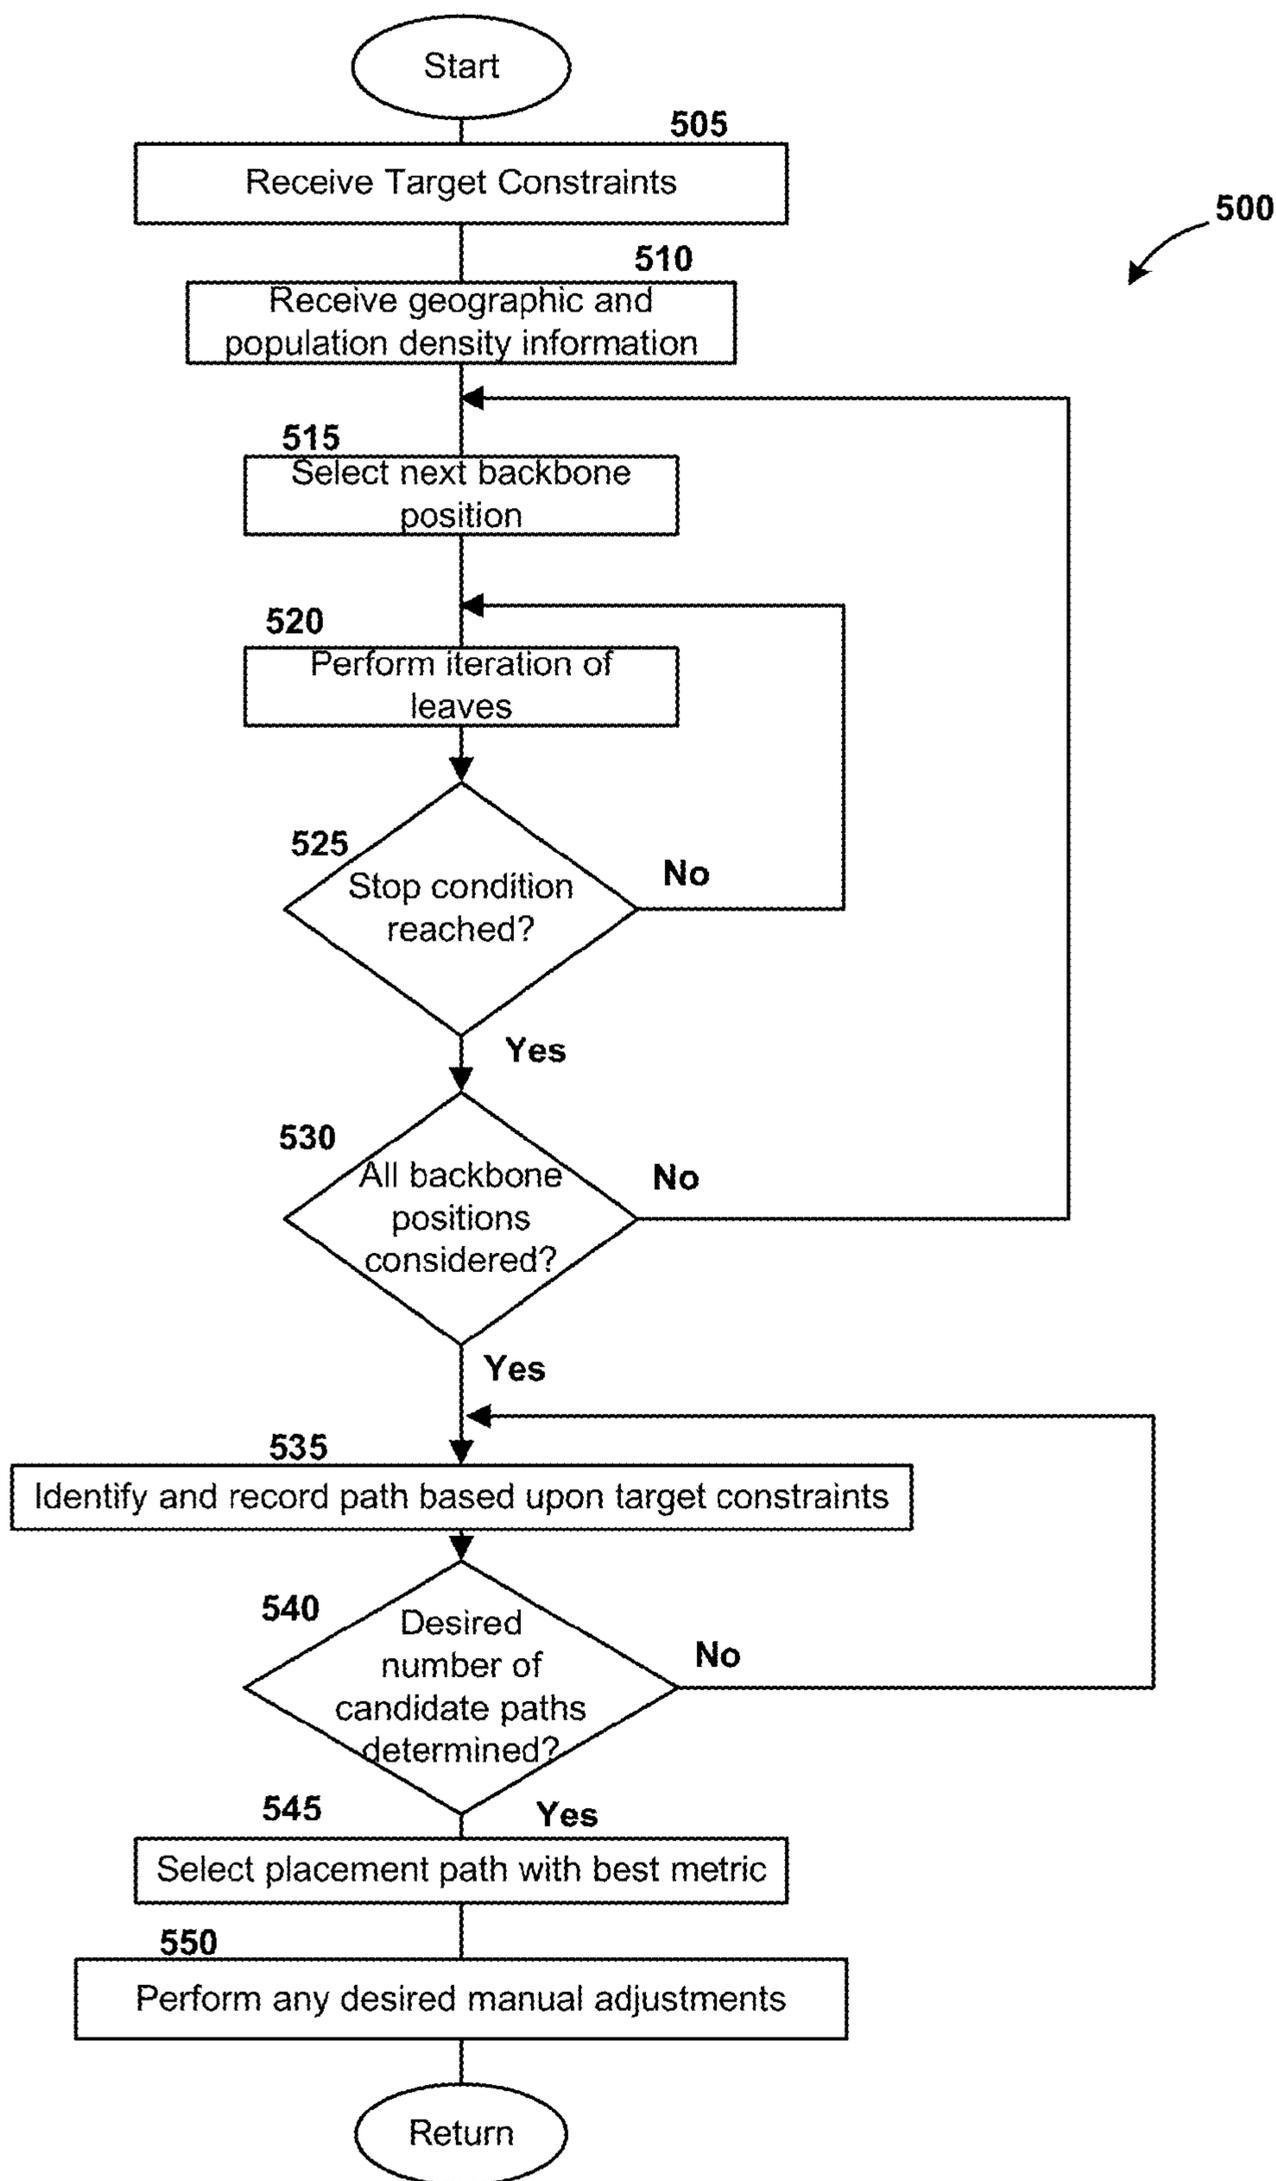 Start
505
Receive Target Constraints
500
510
Receive geographic and
population density information
515
Select next backbone
position
520
Perform iteration of
leaves
525
Stop condition
reached?
No
Yes
530
All backbone
positions
considered?
No
Yes
535
Identify and record path based upon target constraints
540
Desired
number of
candidate paths
determined?
No
545
Yes
Select placement path with best metric
550
Perform any desired manual adjustments
Return